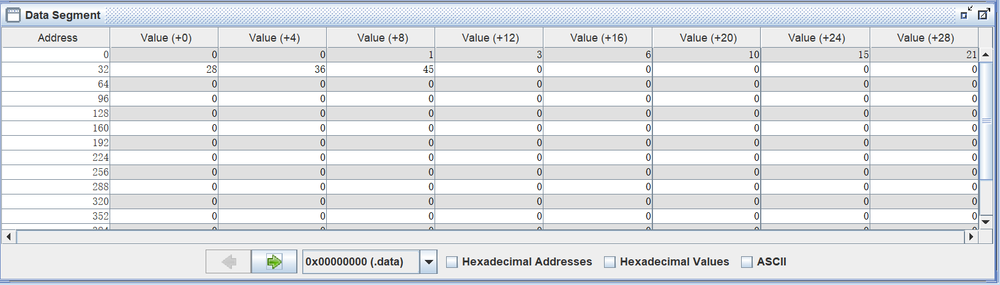 Data Segment
Address Value (+0) Value (+4) Value (+8) Value (+12) Value (+16) Value (+20) Value (+24) Value (+28)
0 0 0 1 3 6 10 15 21
32 28 36 45 0 0 0 0 0
64 0 0 0 0 0 0 0 0
96 0 0 0 0 0 0 0 0
128 0 0 0 0 0 0 0 0
160 0 0 0 0 0 0 0 0
192 0 0 0 0 0 0 0 0
224 0 0 0 0 0 0 0 0
256 0 0 0 0 0 0 0 0
288 0 0 0 0 0 0 0 0
320 0 0 0 0 0 0 0 0
352 0 0 0 0 0 0 0 0
0x00000000 (.data) Hexadecimal Addresses Hexadecimal Values ASCII